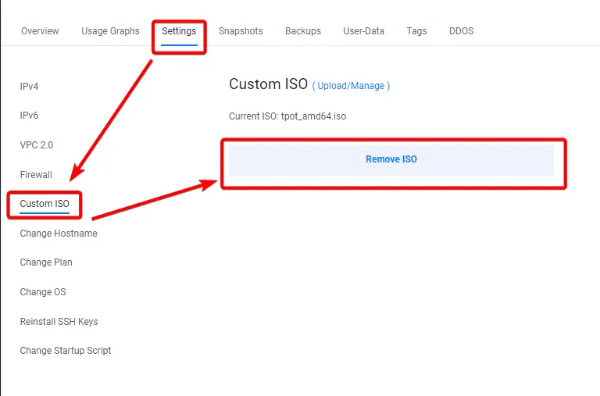 Overview Usage Graphs Settings Snapshots Backups User-Data Tags DDOS
IPv4
IPv6
VPC 2.0
Firewall
Custom ISO
Change Hostname
Change Plan
Change OS
Reinstall SSH Keys
Change Startup Script
Custom ISO ( Upload/Manage )
Current ISO: tpot_amd64.iso
Remove ISO